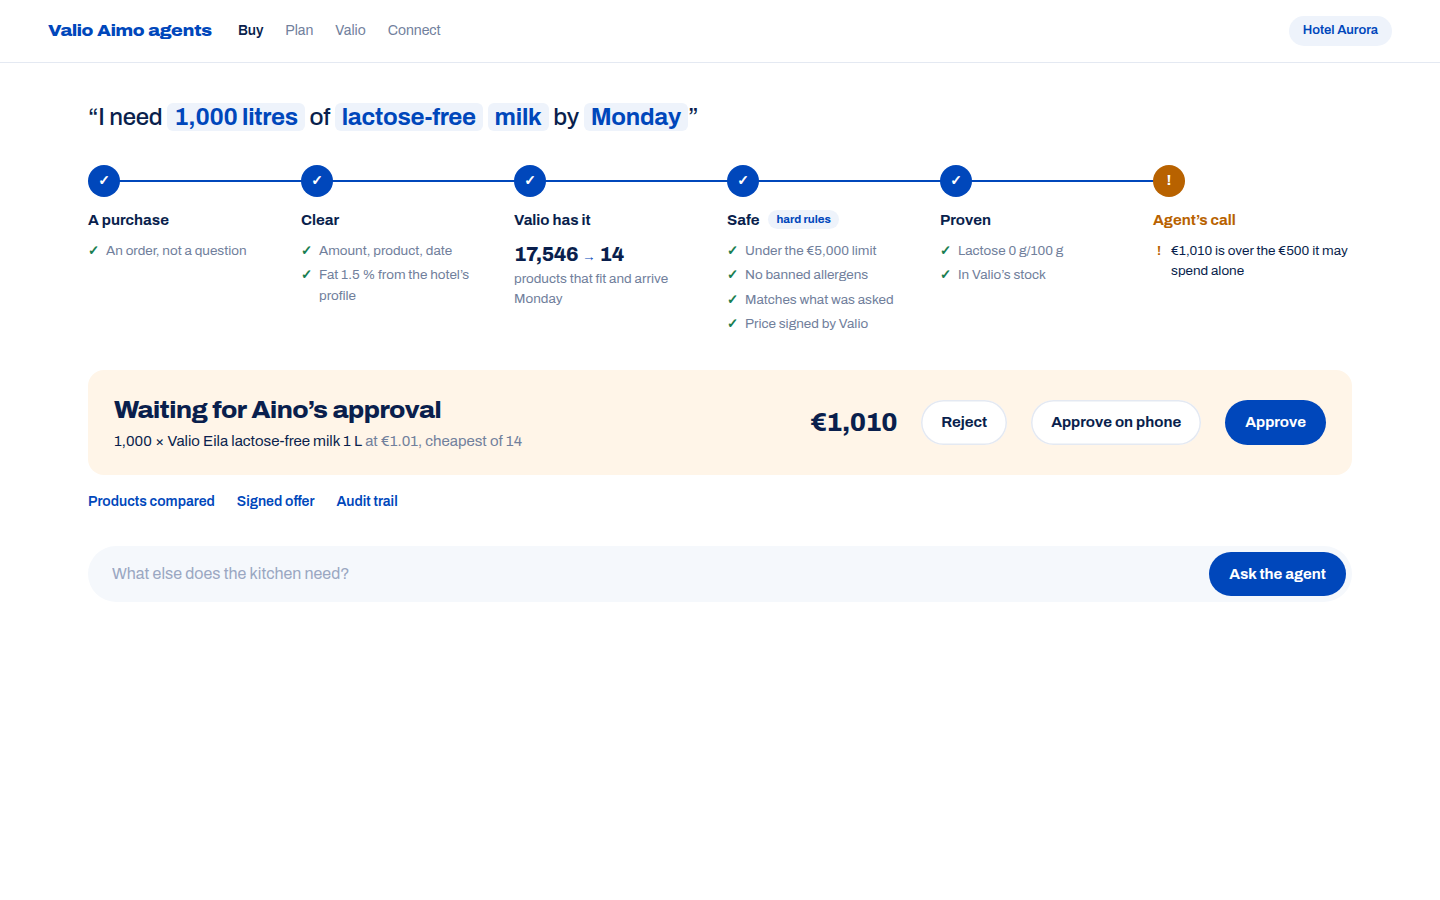 Valio Aimo agents Buy Plan Valio Connect Hotel Aurora
“I need 1,000 litres of lactose-free milk by Monday”
✓ ✓ ✓ ✓ ✓ !
A purchase
✓ An order, not a question
Clear
✓ Amount, product, date
✓ Fat 1.5 % from the hotel’s
profile
Valio has it
17,546 → 14
products that fit and arrive
Monday
Safe hard rules
✓ Under the €5,000 limit
✓ No banned allergens
✓ Matches what was asked
✓ Price signed by Valio
Proven
✓ Lactose 0 g/100 g
✓ In Valio’s stock
Agent’s call
! €1,010 is over the €500 it may
spend alone
Waiting for Aino’s approval
1,000 × Valio Eila lactose-free milk 1 L at €1.01, cheapest of 14
€1,010 Reject Approve on phone Approve
Products compared Signed offer Audit trail
What else does the kitchen need? Ask the agent